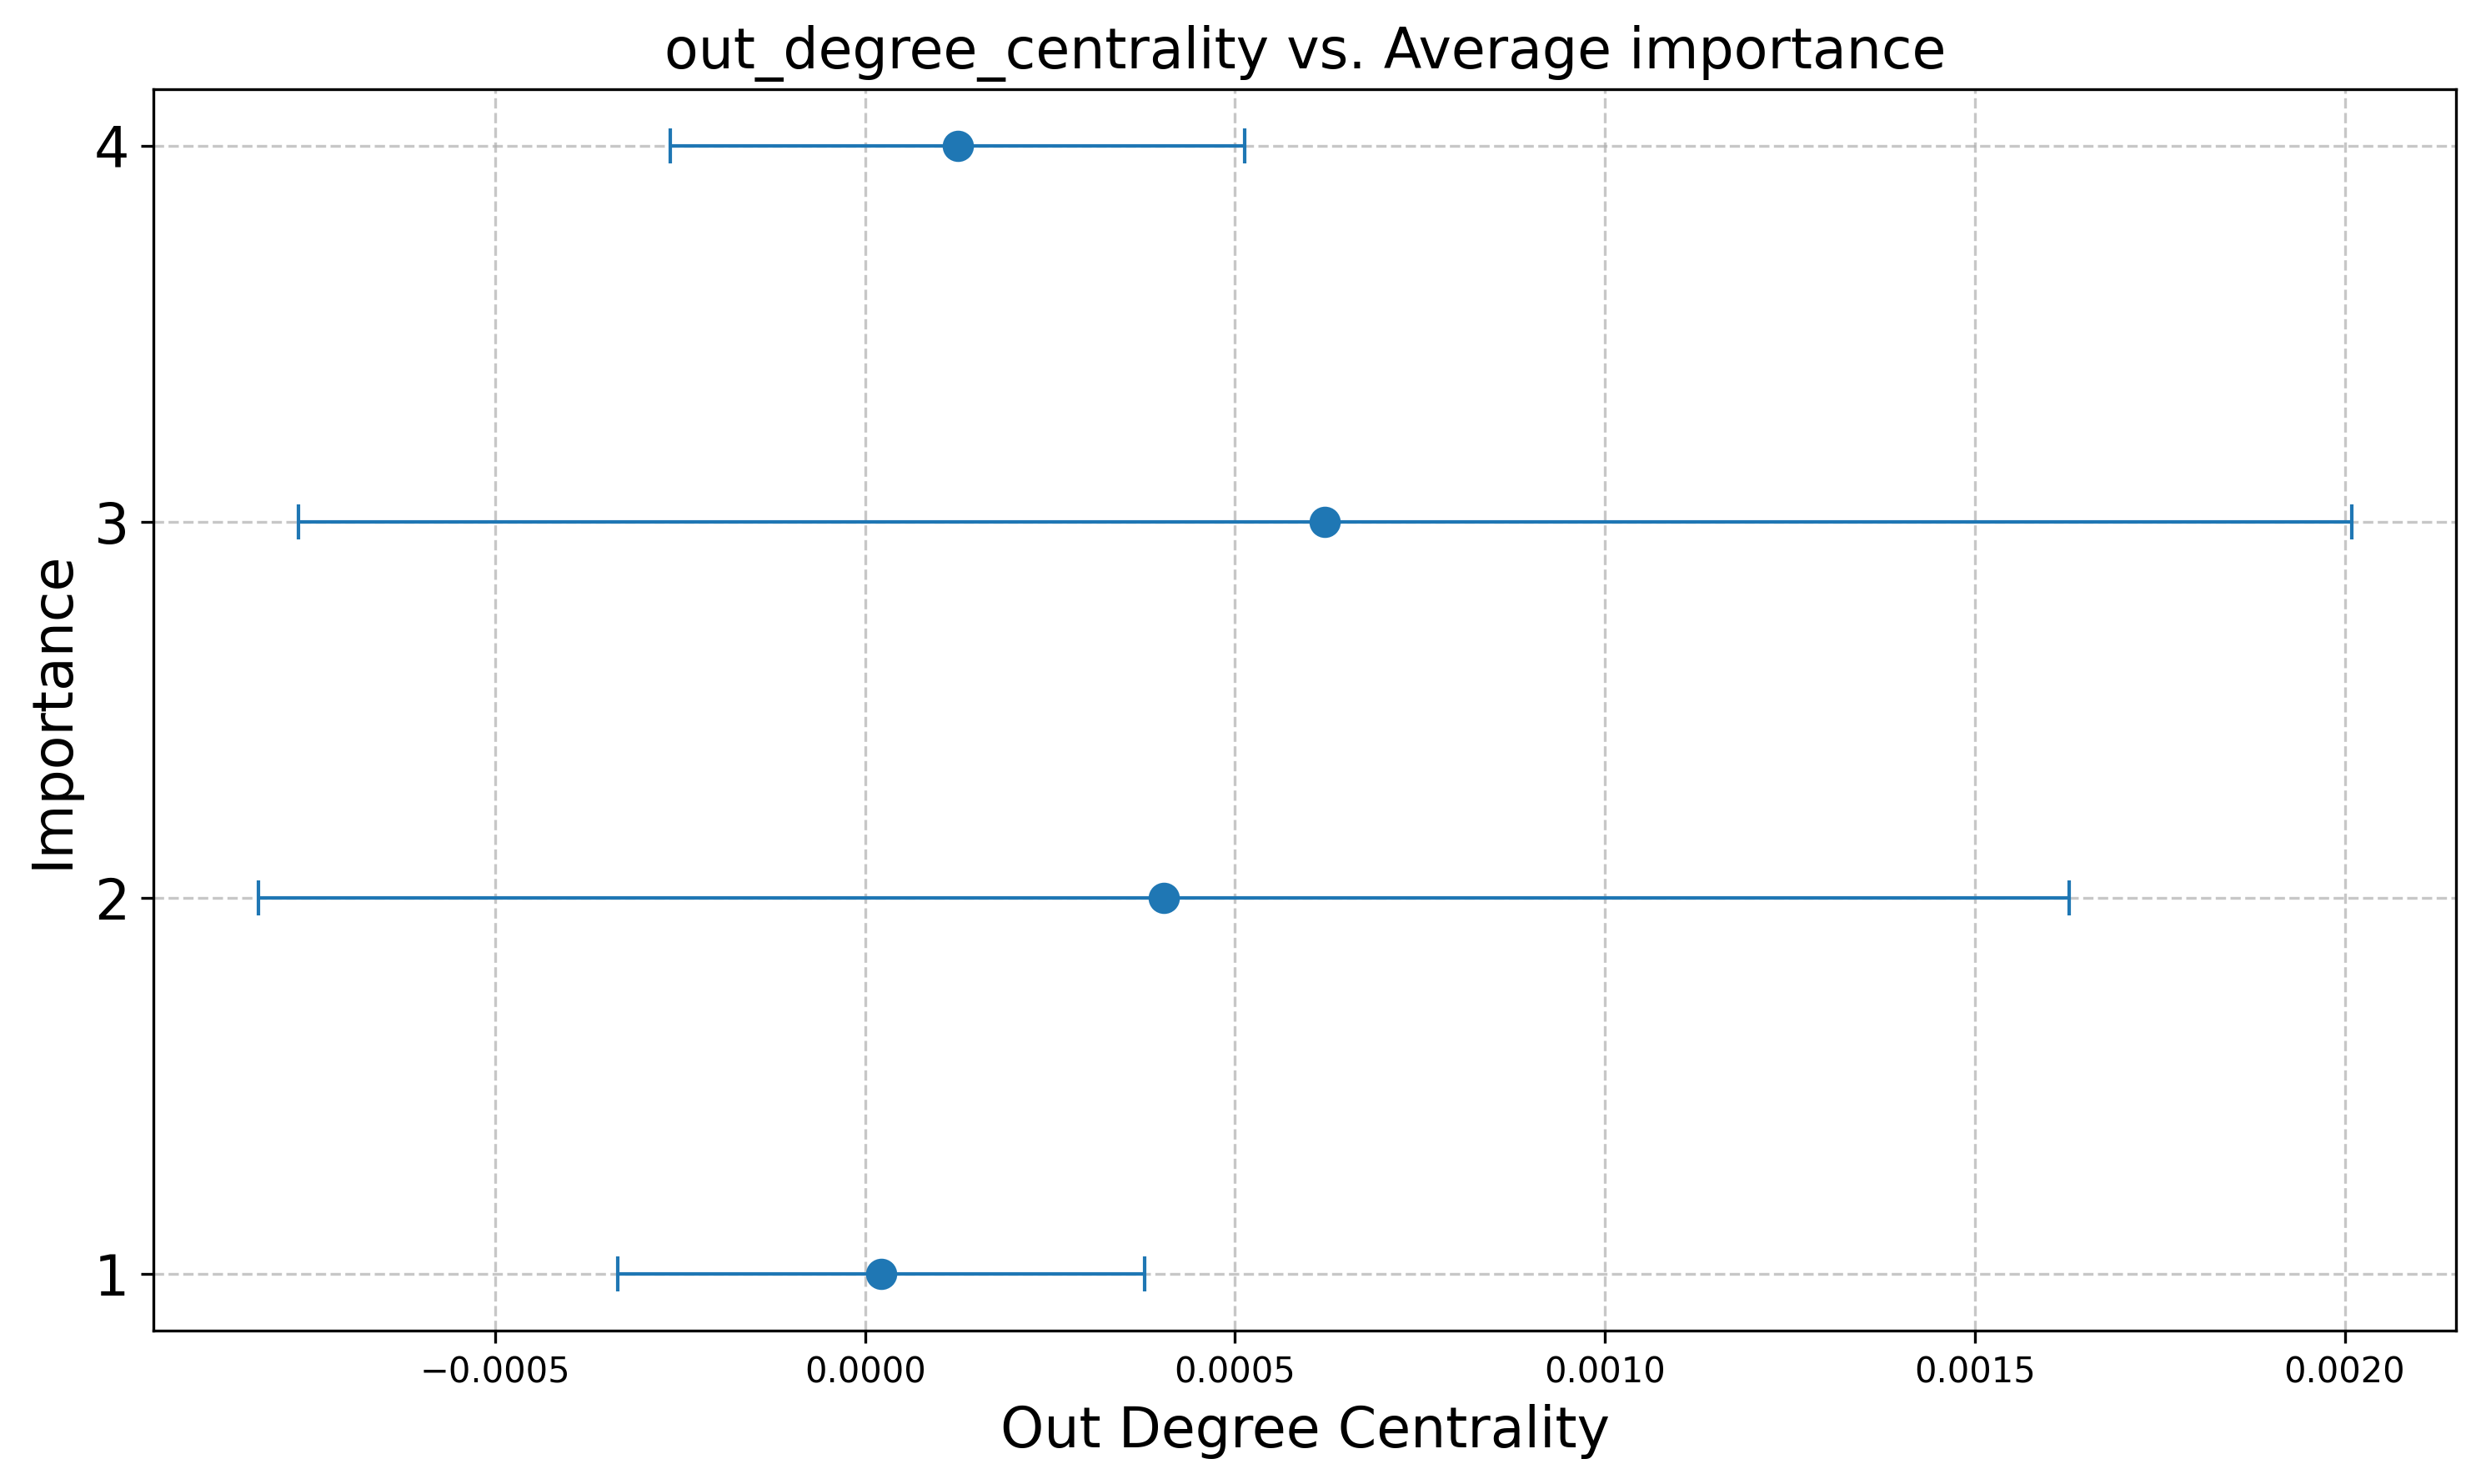 out_degree_centrality vs. Average importance
4
3
2
1
Importance
−0.0005 0.0000 0.0005 0.0010 0.0015 0.0020
Out Degree Centrality